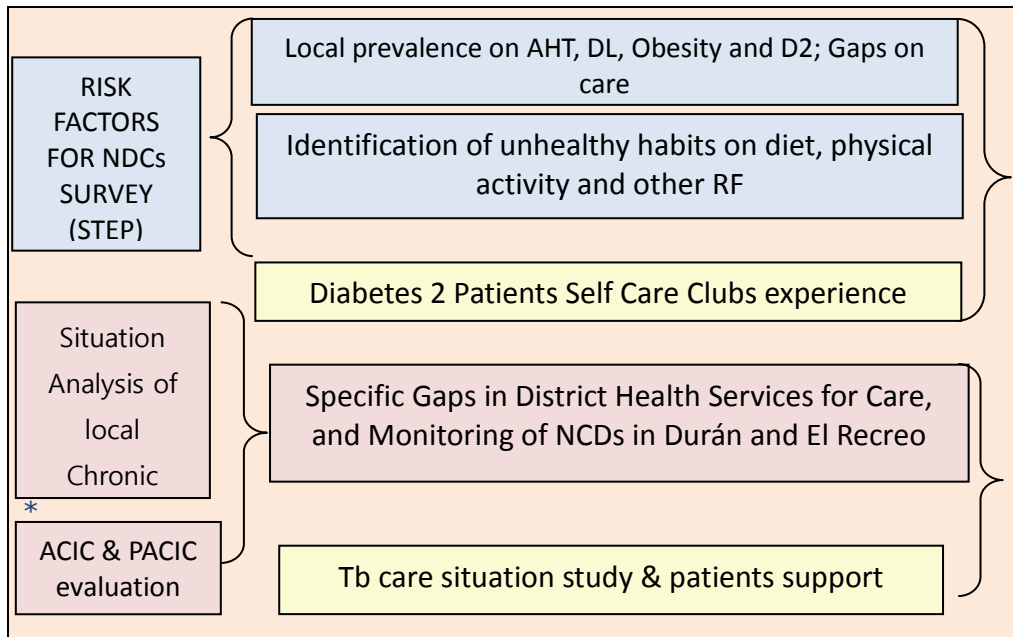 RISK
FACTORS
FOR NDCs
SURVEY
(STEP)
Local prevalence on AHT, DL, Obesity and D2; Gaps on
care
Identification of unhealthy habits on diet, physical
activity and other RF
Diabetes 2 Patients Self Care Clubs experience
Situation
Analysis of
local
Chronic
*
ACIC & PACIC
evaluation
Specific Gaps in District Health Services for Care,
and Monitoring of NCDs in Durán and El Recreo
Tb care situation study & patients support